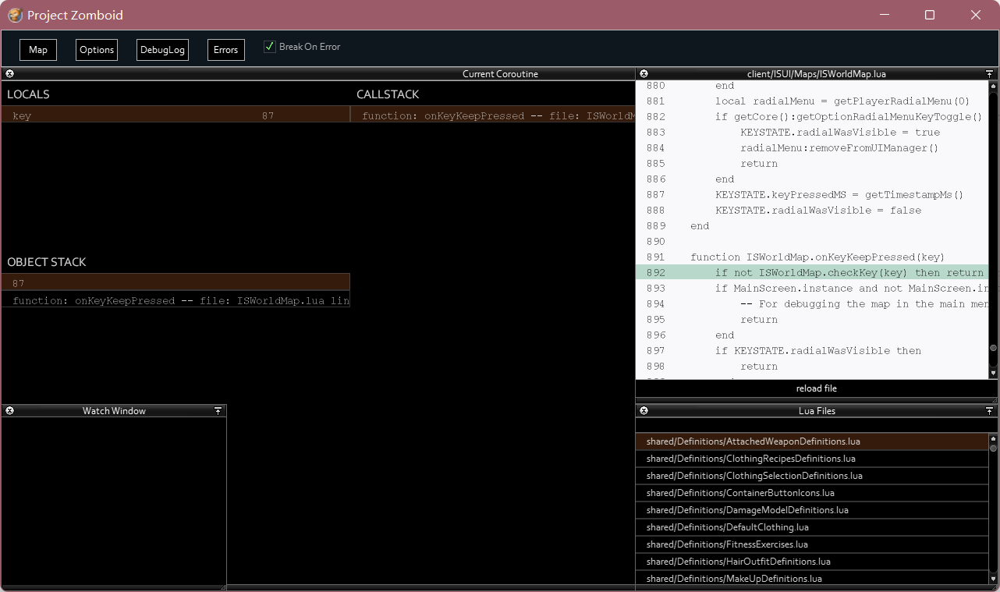 Project Zomboid
Map
Options
DebugLog
Errors
Break On Error
Current Coroutine
LOCALS
key 87
CALLSTACK
function: onKeyKeepPressed -- file: ISWorldM
OBJECT STACK
87
function: onKeyKeepPressed -- file: ISWorldMap.lua lin
Watch Window
client/ISUI/Maps/ISWorldMap.lua
880 end
881 local radialMenu = getPlayerRadialMenu(0)
882 if getCore():getOptionRadialMenuKeyToggle()
883 KEYSTATE.radialWasVisible = true
884 radialMenu:removeFromUIManager()
885 return
886 end
887 KEYSTATE.keyPressedMS = getTimestampMs()
888 KEYSTATE.radialWasVisible = false
889 end
890
891 function ISWorldMap.onKeyKeepPressed(key)
892 if not ISWorldMap.checkKey(key) then return
893 if MainScreen.instance and not MainScreen.in
894 -- For debugging the map in the main men
895 return
896 end
897 if KEYSTATE.radialWasVisible then
898 return
reload file
Lua Files
shared/Definitions/AttachedWeaponDefinitions.lua
shared/Definitions/ClothingRecipesDefinitions.lua
shared/Definitions/ClothingSelectionDefinitions.lua
shared/Definitions/ContainerButtonIcons.lua
shared/Definitions/DamageModelDefinitions.lua
shared/Definitions/DefaultClothing.lua
shared/Definitions/FitnessExercises.lua
shared/Definitions/HairOutfitDefinitions.lua
shared/Definitions/MakeUpDefinitions.lua